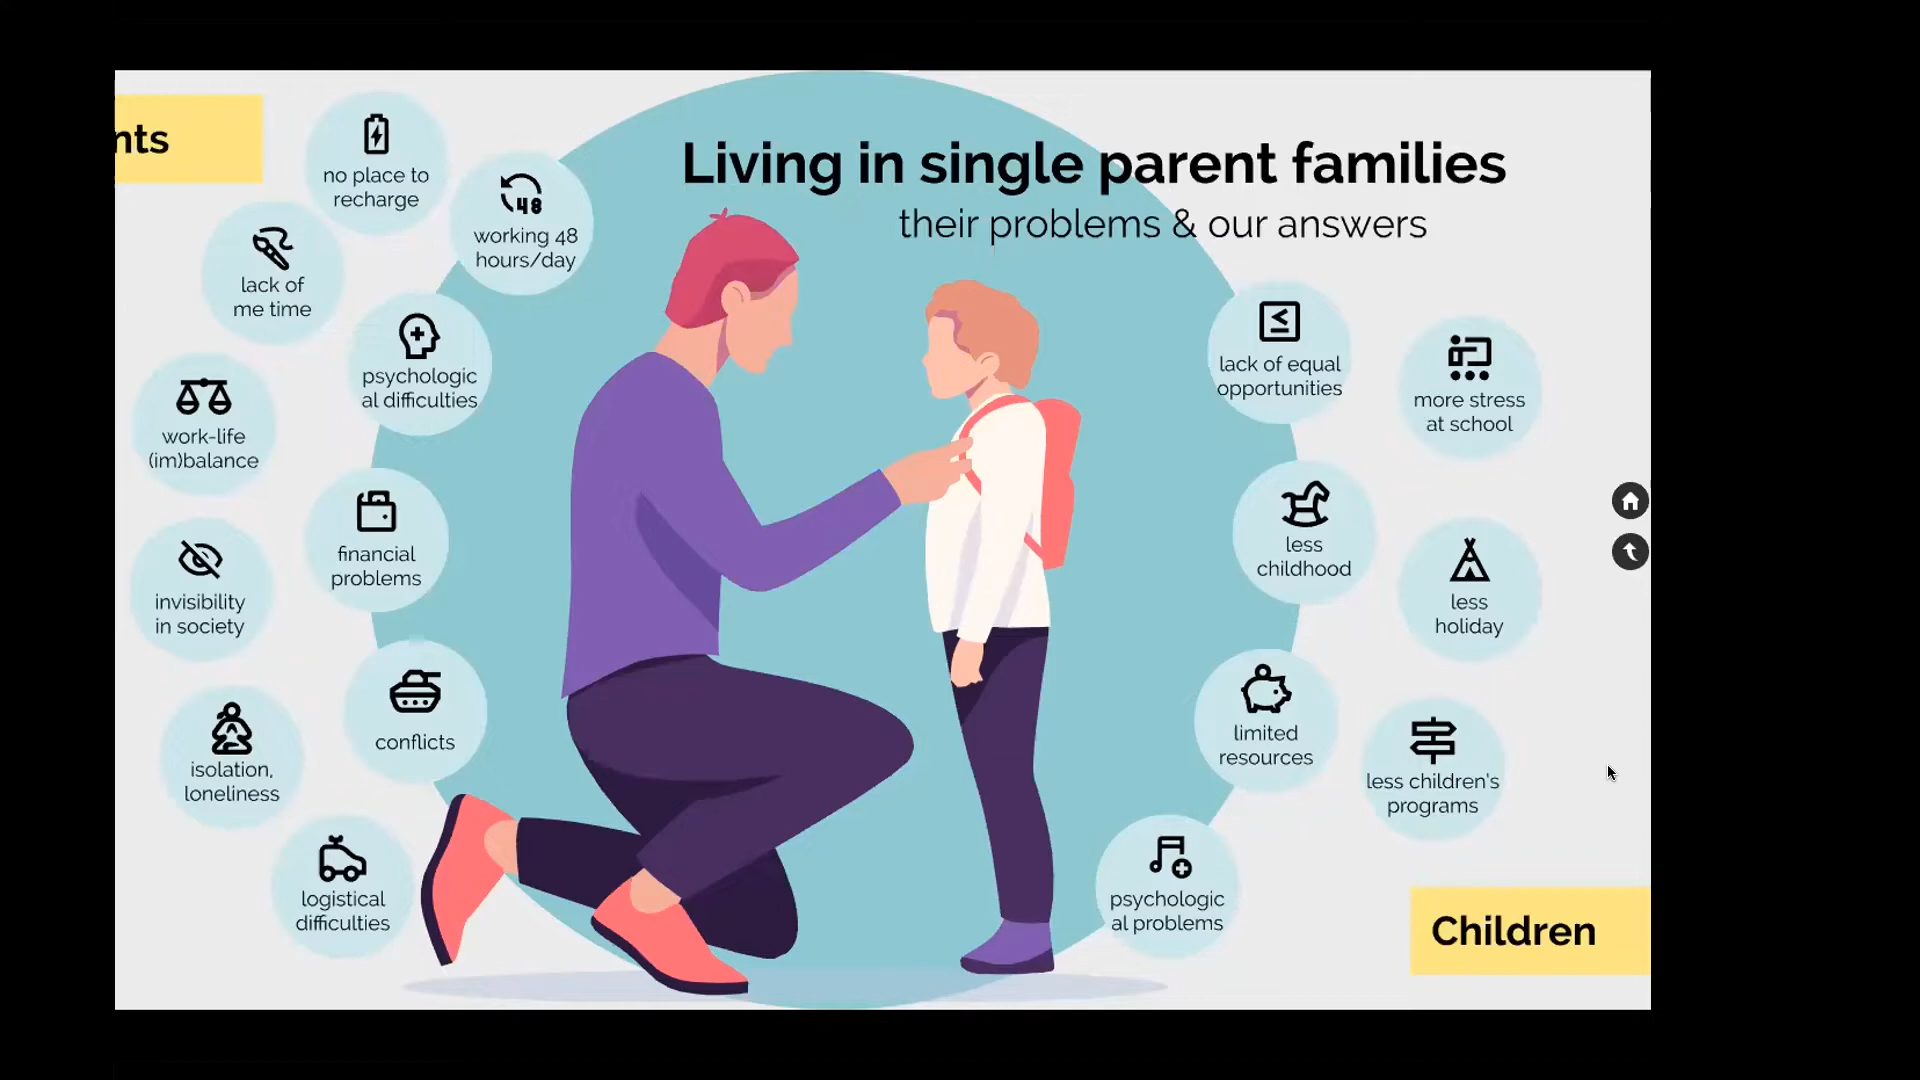 nts
Living in single parent families
their problems & our answers
no place to
recharge
48
working 48
hours/day
lack of
me time
psychologic
al difficulties
work-life
(im)balance
financial
problems
invisibility
in society
conflicts
isolation,
loneliness
logistical
difficulties
lack of equal
opportunities
more stress
at school
less
childhood
less
holiday
limited
resources
less children's
programs
psychologic
al problems
Children